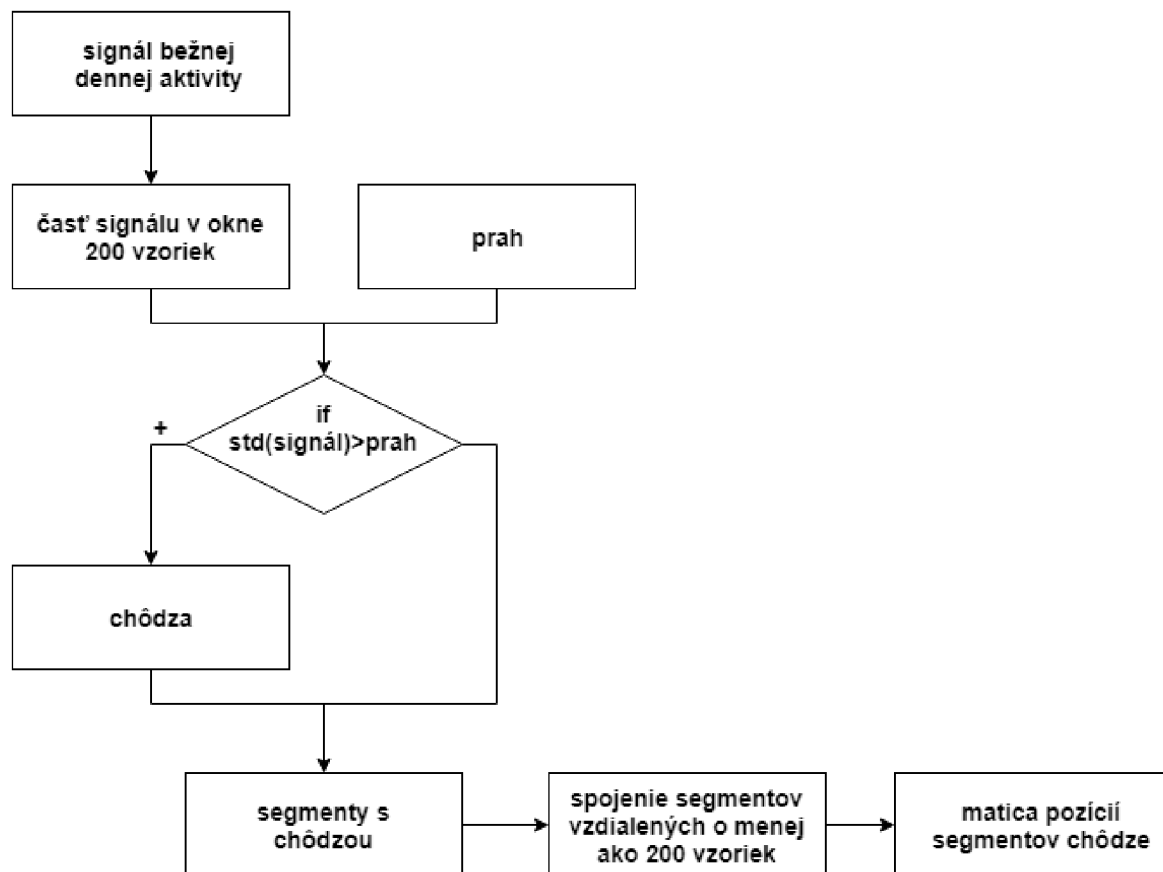 signál bežnej
dennej aktivity
časť signálu v okne
200 vzoriek
prah
if
std(signál)>prah
+
chôdza
segmenty s
chôdzou
spojenie segmentov
vzdialených o menej
ako 200 vzoriek
matica pozícií
segmentov chôdze